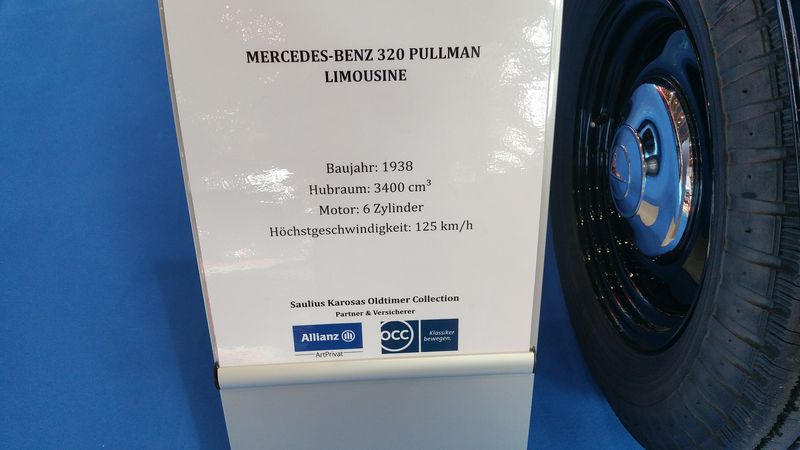 MERCEDES-BENZ 320 PULLMAN
LIMOUSINE
Baujahr: 1938
Hubraum: 3400 cm³
Motor: 6 Zylinder
Höchstgeschwindigkeit: 125 km/h
Saulius Karosas Oldtimer Collection
Partner & Versicherer
Allianz
ArtPrivat
OCC
Klassiker
bewegen.